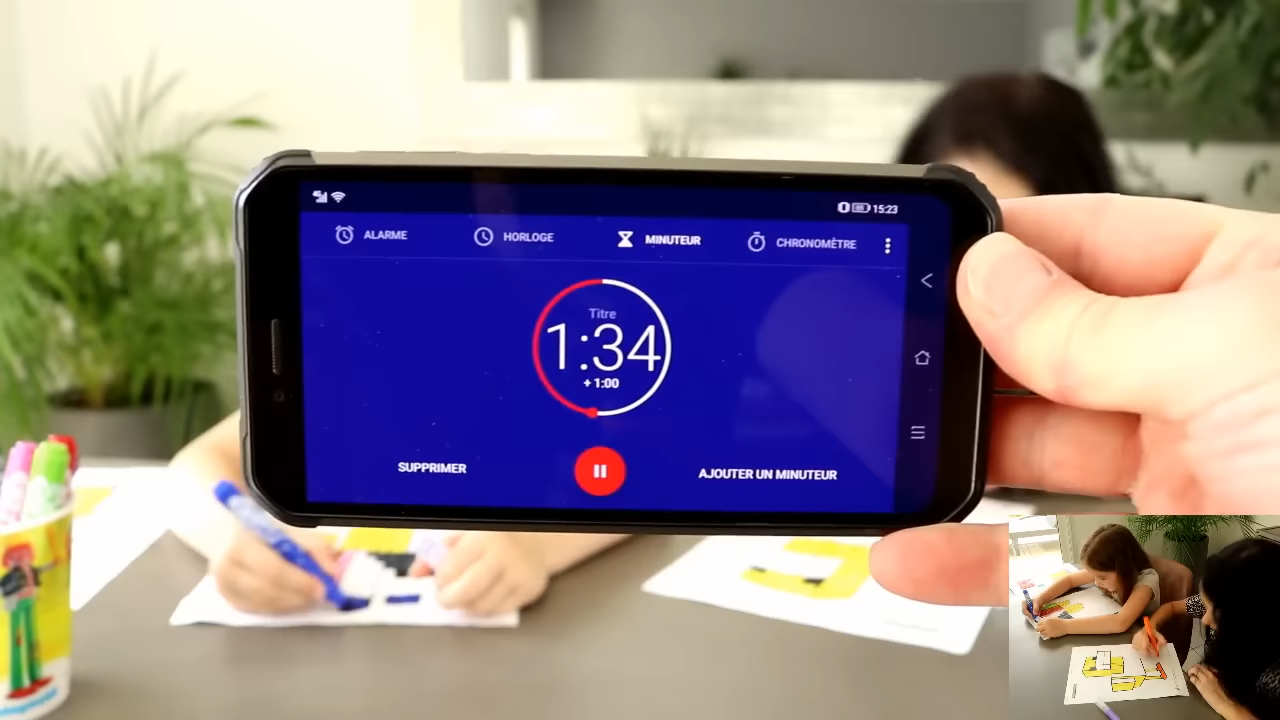 15:23
ALARME
HORLOGE
MINUTEUR
CHRONOMÈTRE
Titre
1:34
+ 1:00
SUPPRIMER
AJOUTER UN MINUTEUR